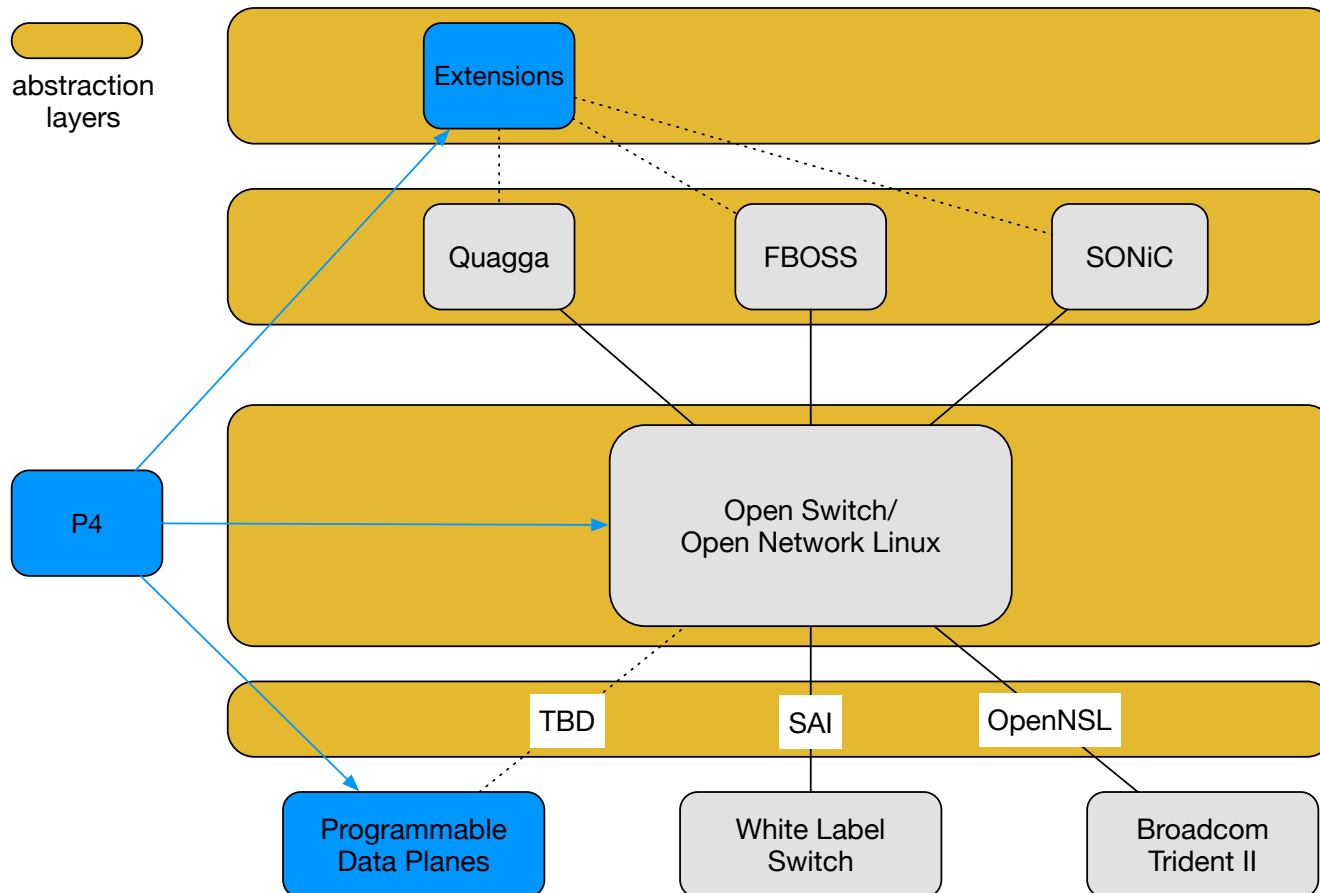 abstraction
layers
Extensions
Quagga
FBOSS
SONiC
P4
Open Switch/
Open Network Linux
TBD
SAI
OpenNSL
Programmable
Data Planes
White Label
Switch
Broadcom
Trident II